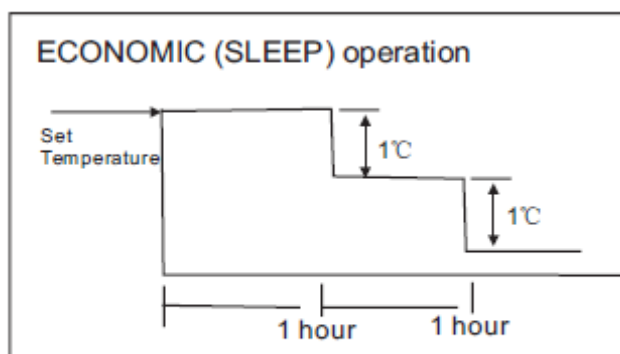 ECONOMIC (SLEEP) operation
Set
Temperature
1℃
1℃
1 hour
1 hour